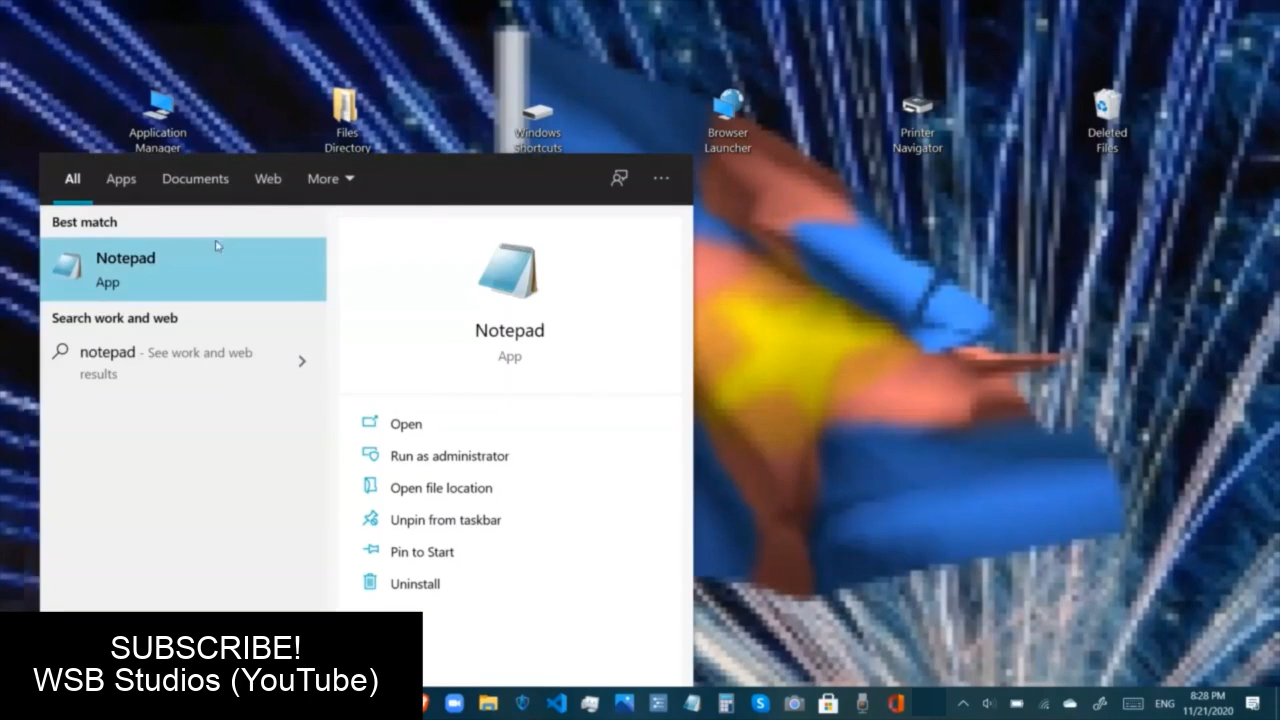 Application
Manager
Files
Directory
Windows
Shortcuts
Browser
Launcher
Printer
Navigator
Deleted
Files
All Apps Documents Web More
Best match
Notepad
App
Search work and web
notepad - See work and web
results
Notepad
App
Open
Run as administrator
Open file location
Unpin from taskbar
Pin to Start
Uninstall
SUBSCRIBE!
WSB Studios (YouTube)
ENG
8:28 PM
11/21/2020